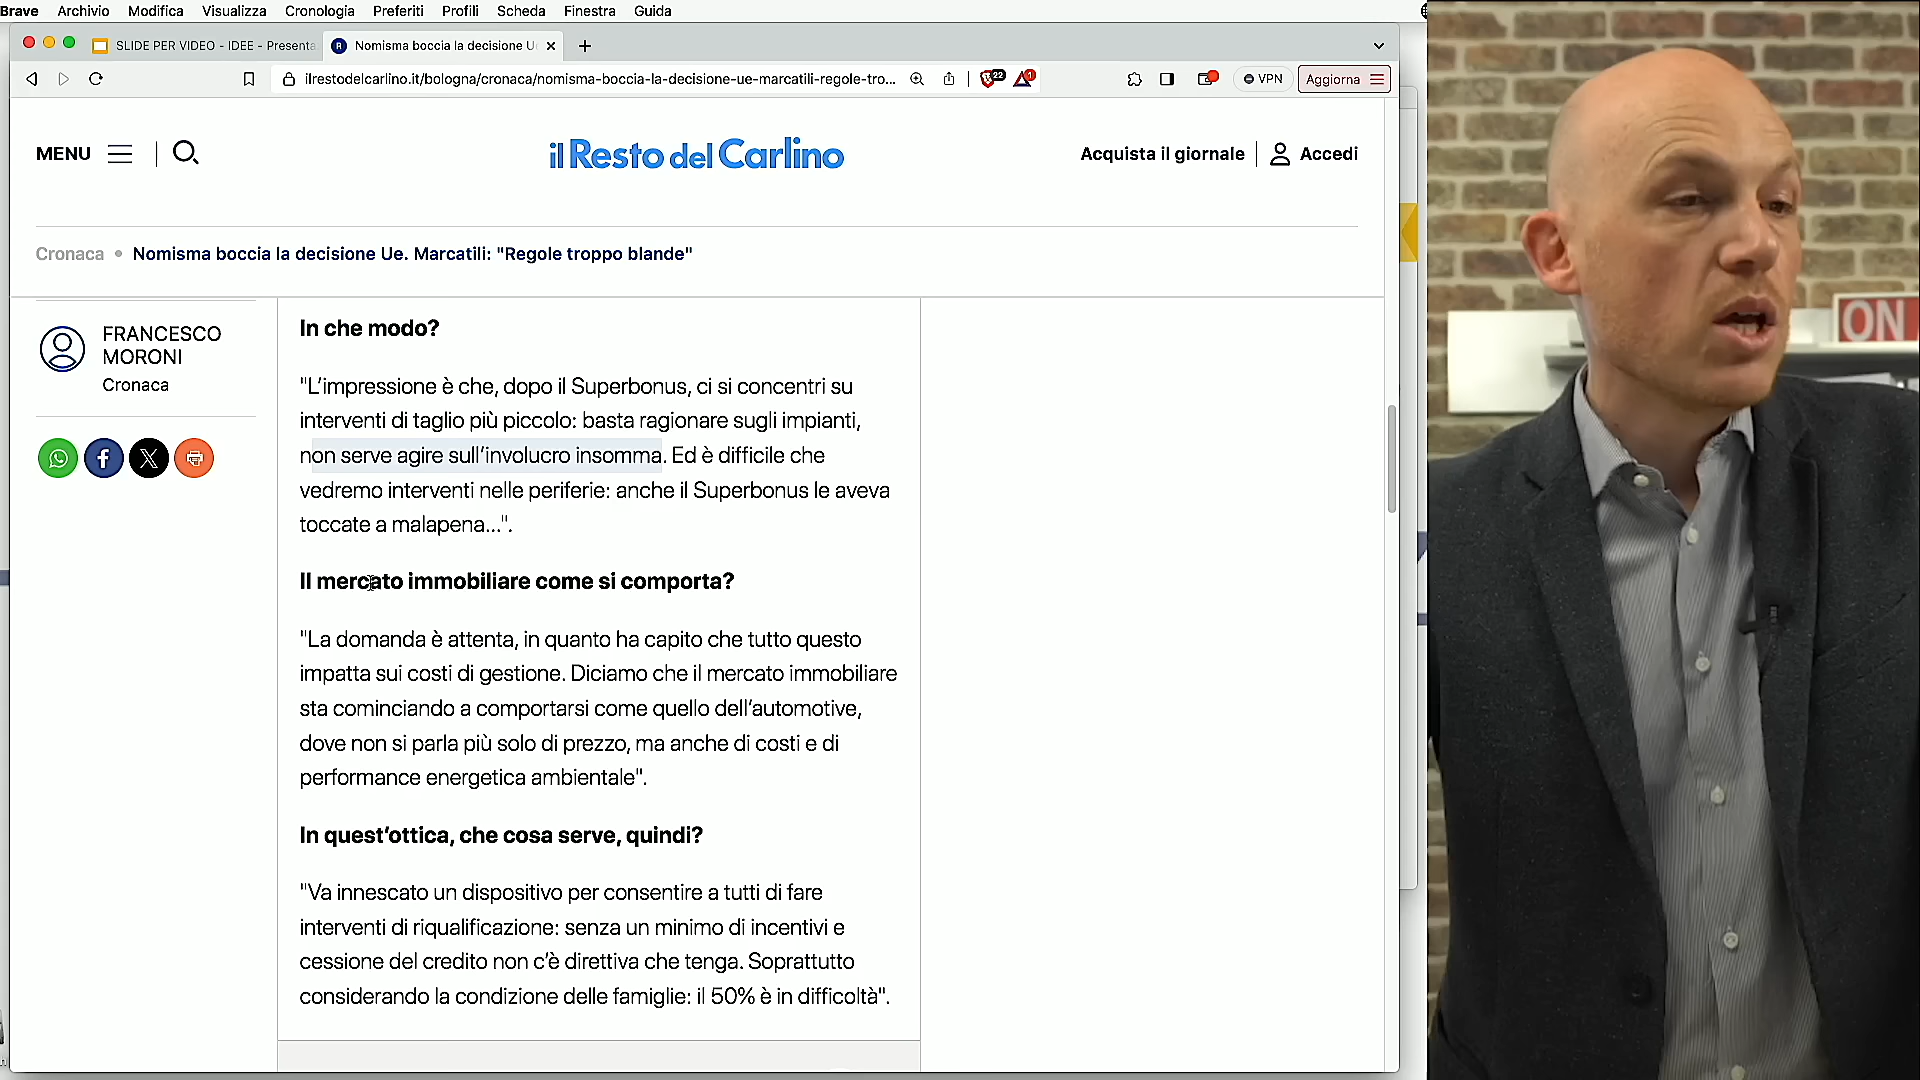 Brave Archivio Modifica Visualizza Cronologia Preferiti Profili Scheda Finestra Guida
SLIDE PER VIDEO - IDEE - Presenta
Nomisma boccia la decisione U
ilrestodelcarlino.it/bologna/cronaca/nomisma-boccia-la-decisione-ue-marcatili-regole-tro...
22
1
VPN
Aggiorna
MENU
il Resto del Carlino
Acquista il giornale
Accedi
Cronaca • Nomisma boccia la decisione Ue. Marcatili: "Regole troppo blande"
FRANCESCO
MORONI
Cronaca
In che modo?
"L'impressione è che, dopo il Superbonus, ci si concentri su
interventi di taglio più piccolo: basta ragionare sugli impianti,
non serve agire sull'involucro insomma. Ed è difficile che
vedremo interventi nelle periferie: anche il Superbonus le aveva
toccate a malapena...".
Il mercato immobiliare come si comporta?
"La domanda è attenta, in quanto ha capito che tutto questo
impatta sui costi di gestione. Diciamo che il mercato immobiliare
sta cominciando a comportarsi come quello dell'automotive,
dove non si parla più solo di prezzo, ma anche di costi e di
performance energetica ambientale".
In quest'ottica, che cosa serve, quindi?
"Va innescato un dispositivo per consentire a tutti di fare
interventi di riqualificazione: senza un minimo di incentivi e
cessione del credito non c'è direttiva che tenga. Soprattutto
considerando la condizione delle famiglie: il 50% è in difficoltà".
ON